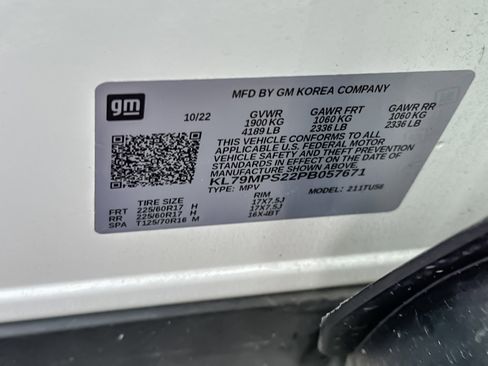 gm
MFD BY GM KOREA COMPANY
10/22 GVWR GAWR FRT GAWR RR
1900 KG 1060 KG 1060 KG
4189 LB 2336 LB 2336 LB
THIS VEHICLE CONFORMS TO ALL
APPLICABLE U.S. FEDERAL MOTOR
VEHICLE SAFETY AND THEFT PREVENTION
STANDARDS IN EFFECT ON THE DATE OF
MANUFACTURE SHOWN ABOVE.
KL79MPS22PB057671
TYPE: MPV MODEL: 211TU56
TIRE SIZE RIM
FRT 225/60R17 H 17X7.5J
RR 225/60R17 H 17X7.5J
SPA T125/70R16 M 16X4BT